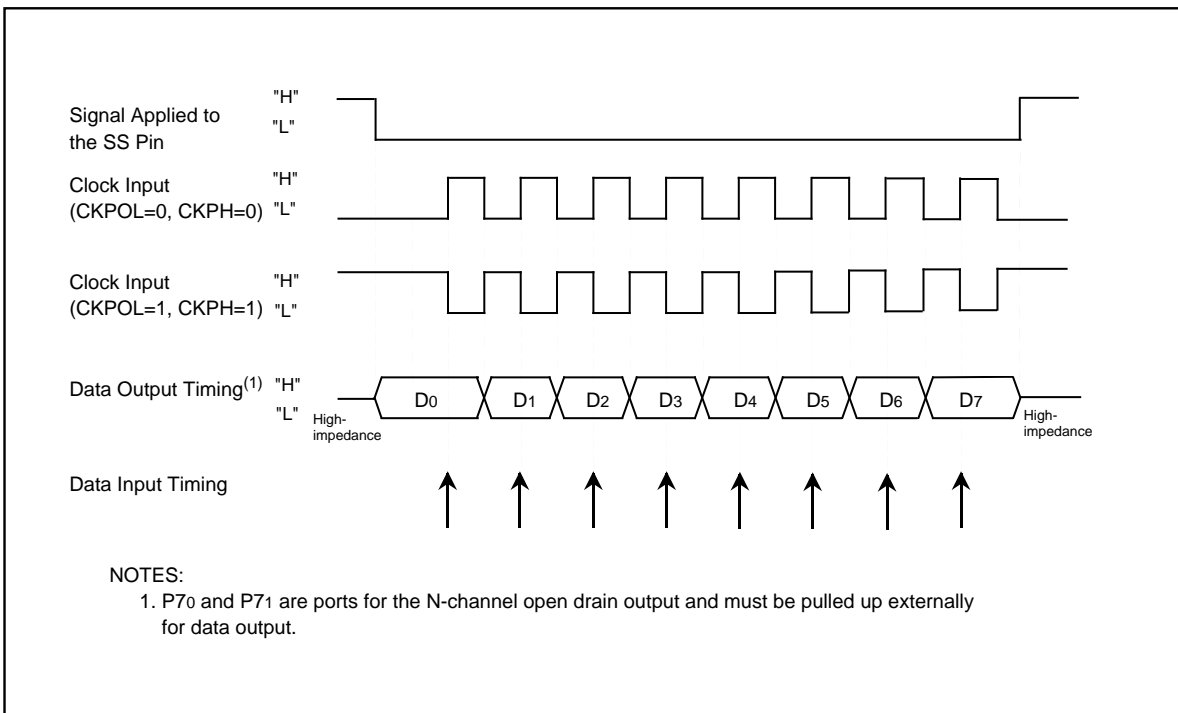 Signal Applied to
the SS Pin
"H"
"L"
Clock Input
(CKPOL=0, CKPH=0)
"H"
"L"
Clock Input
(CKPOL=1, CKPH=1)
"H"
"L"
Data Output Timing(1)
"H"
"L"
High-
impedance
D0 D1 D2 D3 D4 D5 D6 D7
High-
impedance
Data Input Timing
NOTES:
1. P70 and P71 are ports for the N-channel open drain output and must be pulled up externally
for data output.